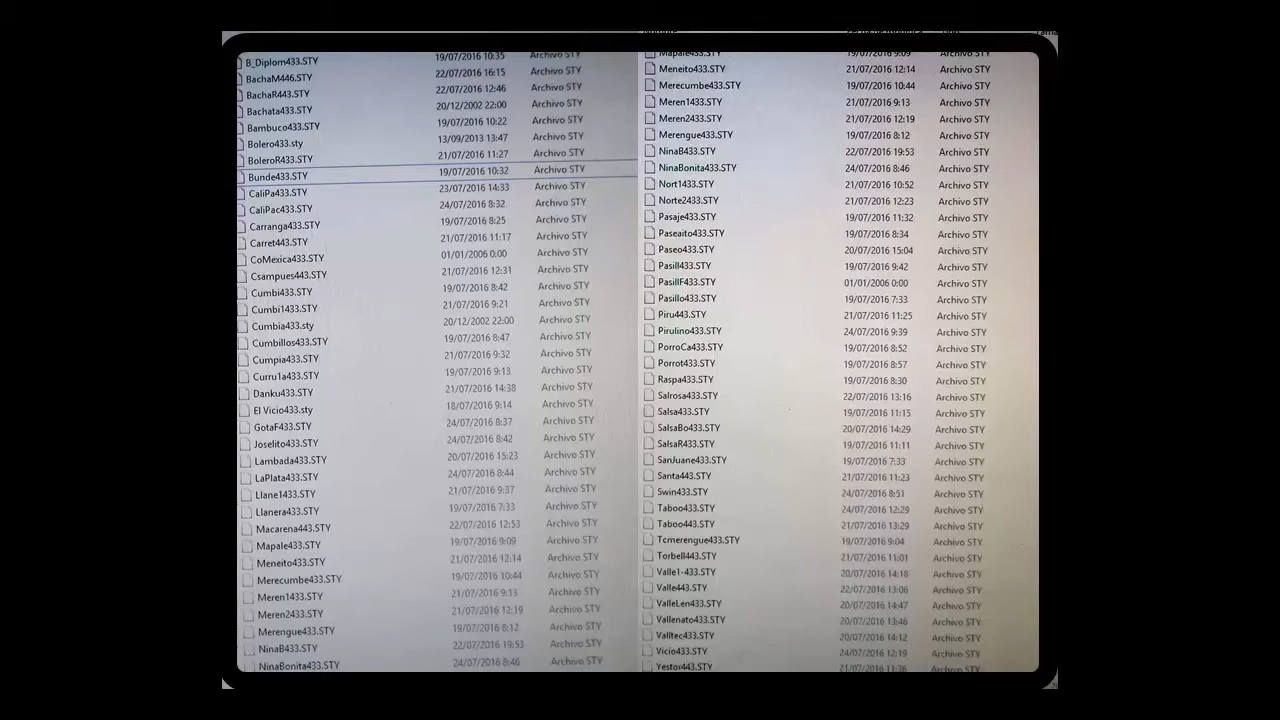 B_Diplom433.STY 19/07/2016 10:35 Archivo STY
BachaM446.STY 22/07/2016 16:15 Archivo STY
BachaR443.STY 22/07/2016 12:46 Archivo STY
Bachata433.STY 20/12/2002 22:00 Archivo STY
Bambuco433.STY 19/07/2016 10:22 Archivo STY
Bolero433.sty 13/09/2013 13:47 Archivo STY
BoleroR433.STY 21/07/2016 11:27 Archivo STY
Bunde433.STY 19/07/2016 10:32 Archivo STY
CaliPa433.STY 23/07/2016 14:33 Archivo STY
CaliPac433.STY 24/07/2016 8:32 Archivo STY
Carranga433.STY 19/07/2016 8:25 Archivo STY
Carret443.STY 21/07/2016 11:17 Archivo STY
CoMexica433.STY 01/01/2006 0:00 Archivo STY
Csampues443.STY 21/07/2016 12:31 Archivo STY
Cumbi433.STY 19/07/2016 8:42 Archivo STY
Cumbi1433.STY 21/07/2016 9:21 Archivo STY
Cumbia433.sty 20/12/2002 22:00 Archivo STY
Cumbillos433.STY 19/07/2016 8:47 Archivo STY
Cumpia433.STY 21/07/2016 9:32 Archivo STY
Curru1a433.STY 19/07/2016 9:13 Archivo STY
Danku433.STY 21/07/2016 14:38 Archivo STY
El Vicio433.sty 18/07/2016 9:14 Archivo STY
GotaF433.STY 24/07/2016 8:37 Archivo STY
Joselito433.STY 24/07/2016 8:42 Archivo STY
Lambada433.STY 20/07/2016 15:23 Archivo STY
LaPlata433.STY 24/07/2016 8:44 Archivo STY
Llane1433.STY 21/07/2016 9:37 Archivo STY
Llanera433.STY 19/07/2016 7:33 Archivo STY
Macarena443.STY 22/07/2016 12:53 Archivo STY
Mapale433.STY 19/07/2016 9:09 Archivo STY
Meneito433.STY 21/07/2016 12:14 Archivo STY
Merecumbe433.STY 19/07/2016 10:44 Archivo STY
Meren1433.STY 21/07/2016 9:13 Archivo STY
Meren2433.STY 21/07/2016 12:19 Archivo STY
Merengue433.STY 19/07/2016 8:12 Archivo STY
NinaB433.STY 22/07/2016 19:53 Archivo STY
NinaBonita433.STY 24/07/2016 8:46 Archivo STY
Mapale433.STY 19/07/2016 9:09 Archivo STY
Meneito433.STY 21/07/2016 12:14 Archivo STY
Merecumbe433.STY 19/07/2016 10:44 Archivo STY
Meren1433.STY 21/07/2016 9:13 Archivo STY
Meren2433.STY 21/07/2016 12:19 Archivo STY
Merengue433.STY 19/07/2016 8:12 Archivo STY
NinaB433.STY 22/07/2016 19:53 Archivo STY
NinaBonita433.STY 24/07/2016 8:46 Archivo STY
Nort1433.STY 21/07/2016 10:52 Archivo STY
Norte2433.STY 21/07/2016 12:23 Archivo STY
Pasaje433.STY 19/07/2016 11:32 Archivo STY
Paseaito433.STY 19/07/2016 8:34 Archivo STY
Paseo433.STY 20/07/2016 15:04 Archivo STY
Pasill433.STY 19/07/2016 9:42 Archivo STY
PasillF433.STY 01/01/2006 0:00 Archivo STY
Pasillo433.STY 19/07/2016 7:33 Archivo STY
Piru443.STY 21/07/2016 11:25 Archivo STY
Pirulino433.STY 24/07/2016 9:39 Archivo STY
PorroCa433.STY 19/07/2016 8:52 Archivo STY
Porrot433.STY 19/07/2016 8:57 Archivo STY
Raspa433.STY 19/07/2016 8:30 Archivo STY
Salrosa433.STY 22/07/2016 13:16 Archivo STY
Salsa433.STY 19/07/2016 11:15 Archivo STY
SalsaBo433.STY 20/07/2016 14:29 Archivo STY
SalsaR433.STY 19/07/2016 11:11 Archivo STY
SanJuane433.STY 19/07/2016 7:33 Archivo STY
Santa443.STY 21/07/2016 11:23 Archivo STY
Swin433.STY 24/07/2016 8:51 Archivo STY
Taboo433.STY 24/07/2016 12:29 Archivo STY
Taboo443.STY 21/07/2016 13:29 Archivo STY
Tcmerengue433.STY 19/07/2016 9:04 Archivo STY
Torbell443.STY 21/07/2016 11:01 Archivo STY
Valle1-433.STY 20/07/2016 14:18 Archivo STY
Valle443.STY 22/07/2016 13:06 Archivo STY
ValleLen433.STY 20/07/2016 14:47 Archivo STY
Vallenato433.STY 20/07/2016 13:46 Archivo STY
Valltec433.STY 20/07/2016 14:12 Archivo STY
Vicio433.STY 24/07/2016 12:19 Archivo STY
Yestor443.STY 21/07/2016 11:36 Archivo STY